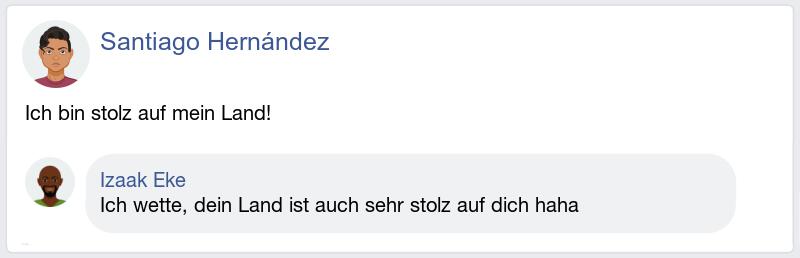 Santiago Hernández
Ich bin stolz auf mein Land!
Izaak Eke
Ich wette, dein Land ist auch sehr stolz auf dich haha